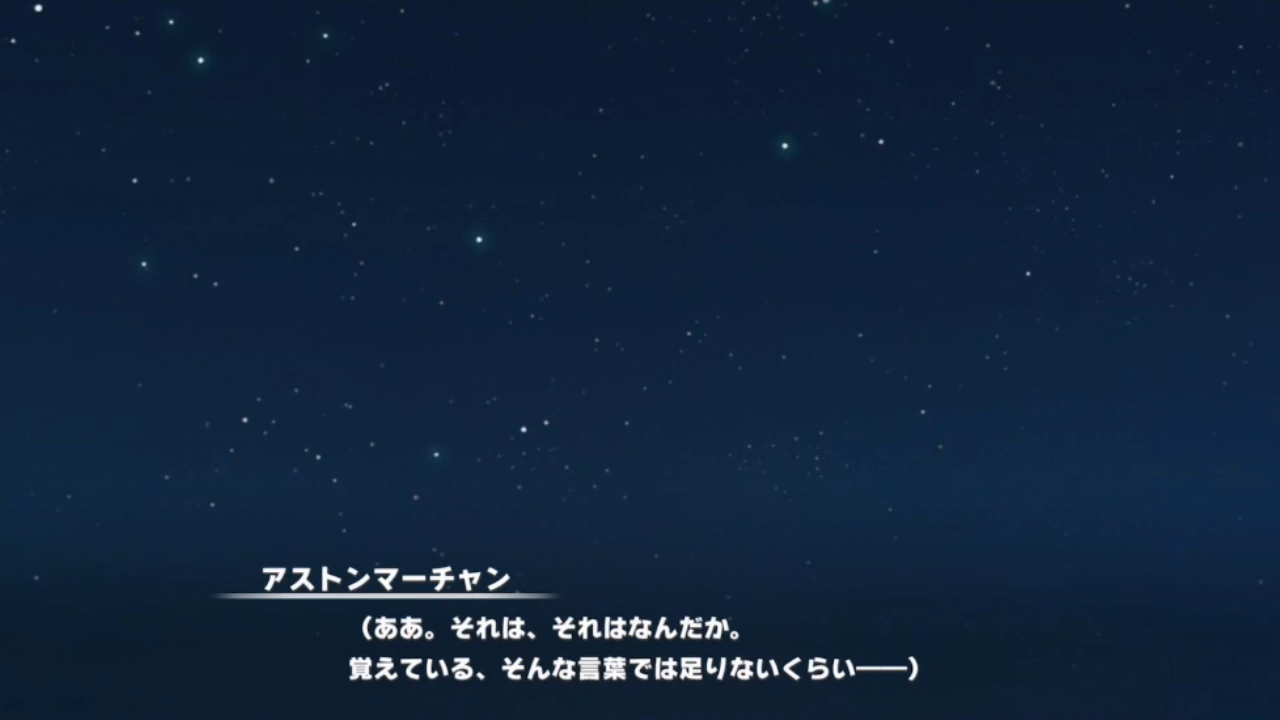 アストンマーチャン
（ああ。それは、それはなんだか。
覚えている、そんな言葉では足りないくらい――）